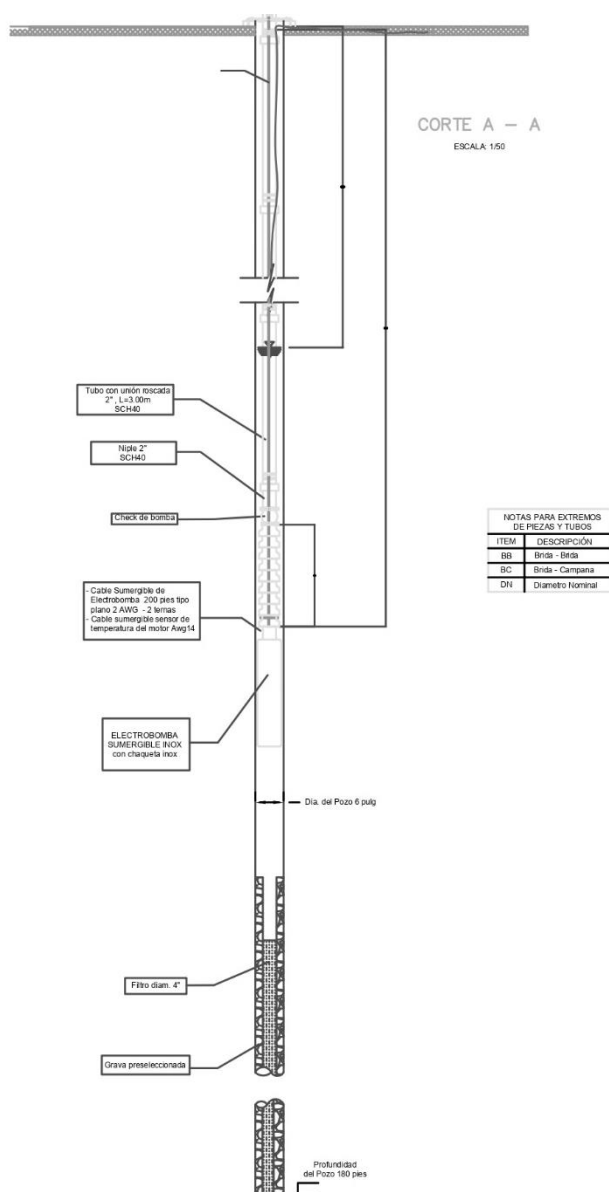 CORTE A - A
ESCALA: 1/50
Tubo con unión roscada
2", L=3.00m
SCH40
Niple 2"
SCH40
Check de bomba
- Cable Sumergible de
Electrobomba 200 pies tipo
plano 2 AWG - 2 ternas
- Cable sumergible sensor de
temperatura del motor Awg14
ELECTROBOMBA
SUMERGIBLE INOX
con chaqueta inox
NOTAS PARA EXTREMOS
DE PIEZAS Y TUBOS
ITEM DESCRIPCIÓN
BB Brida - Brida
BC Brida - Campana
DN Diametro Nominal
Dia. del Pozo 6 pulg
Filtro diam. 4"
Grava preseleccionada
Profundidad
del Pozo 180 pies